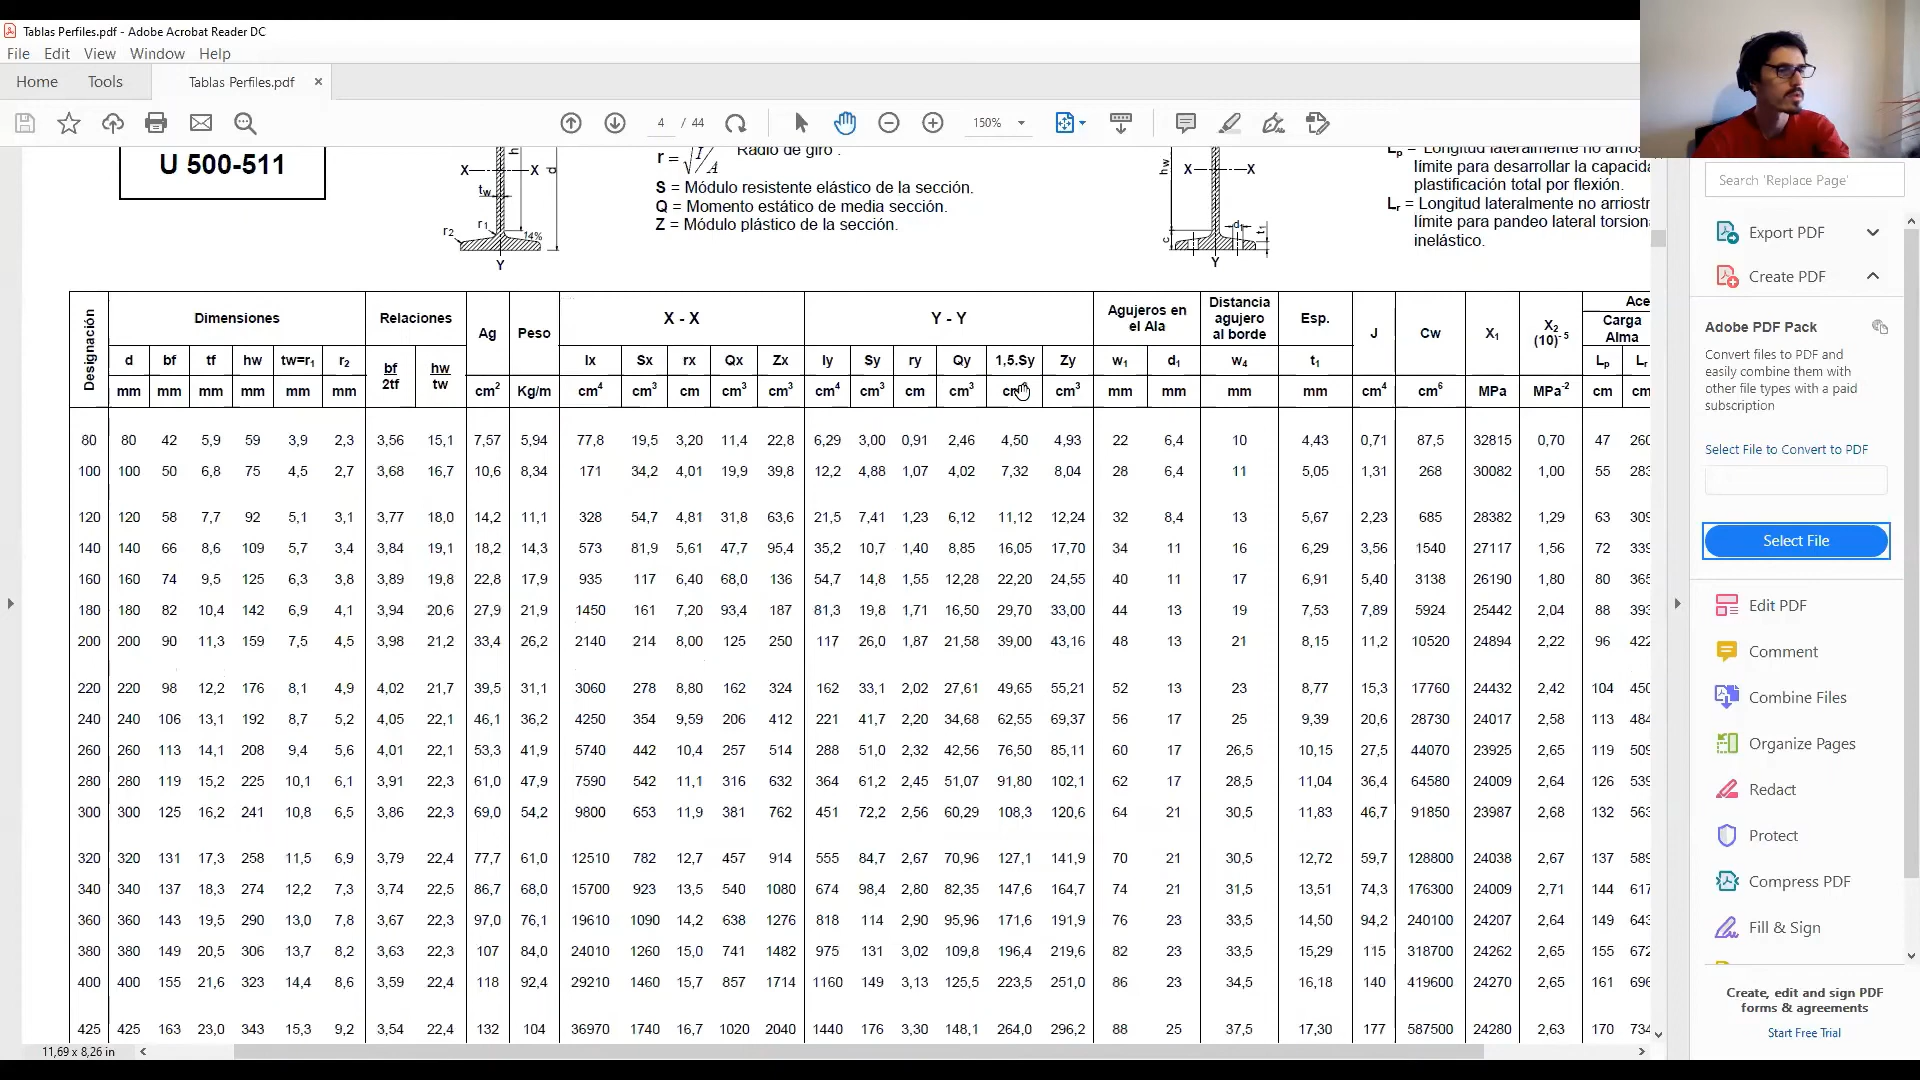 Tablas Perfiles.pdf - Adobe Acrobat Reader DC
File Edit View Window Help
Home Tools Tablas Perfiles.pdf ×
4 / 44 150%
U 500-511
r = √I/A Radio de giro .
S = Módulo resistente elástico de la sección.
Q = Momento estático de media sección.
Z = Módulo plástico de la sección.
X X d tw r1 r2 14% Y
hw X X d1 t1 c Y
Lp = Longitud lateralmente no arrios
límite para desarrollar la capacida
plastificación total por flexión.
Lr = Longitud lateralmente no arriostr
límite para pandeo lateral torsion
inelástico.
Designación Dimensiones Relaciones Ag Peso X - X Y - Y Agujeros en el Ala Distancia agujero al borde Esp. J Cw X1 X2 (10)-5 Ace
Carga Alma
d bf tf hw tw=r1 r2 bf/2tf hw/tw Ix Sx rx Qx Zx Iy Sy ry Qy 1,5.Sy Zy w1 d1 w4 t1 Lp Lr
mm mm mm mm mm mm cm2 Kg/m cm4 cm3 cm cm3 cm3 cm4 cm3 cm cm3 cm3 mm mm mm mm cm4 cm6 MPa MPa-2 cm cm
80 80 42 5,9 59 3,9 2,3 3,56 15,1 7,57 5,94 77,8 19,5 3,20 11,4 22,8 6,29 3,00 0,91 2,46 4,50 4,93 22 6,4 10 4,43 0,71 87,5 32815 0,70 47 260
100 100 50 6,8 75 4,5 2,7 3,68 16,7 10,6 8,34 171 34,2 4,01 19,9 39,8 12,2 4,88 1,07 4,02 7,32 8,04 28 6,4 11 5,05 1,31 268 30082 1,00 55 283
120 120 58 7,7 92 5,1 3,1 3,77 18,0 14,2 11,1 328 54,7 4,81 31,8 63,6 21,5 7,41 1,23 6,12 11,12 12,24 32 8,4 13 5,67 2,23 685 28382 1,29 63 309
140 140 66 8,6 109 5,7 3,4 3,84 19,1 18,2 14,3 573 81,9 5,61 47,7 95,4 35,2 10,7 1,40 8,85 16,05 17,70 34 11 16 6,29 3,56 1540 27117 1,56 72 339
160 160 74 9,5 125 6,3 3,8 3,89 19,8 22,8 17,9 935 117 6,40 68,0 136 54,7 14,8 1,55 12,28 22,20 24,55 40 11 17 6,91 5,40 3138 26190 1,80 80 365
180 180 82 10,4 142 6,9 4,1 3,94 20,6 27,9 21,9 1450 161 7,20 93,4 187 81,3 19,8 1,71 16,50 29,70 33,00 44 13 19 7,53 7,89 5924 25442 2,04 88 393
200 200 90 11,3 159 7,5 4,5 3,98 21,2 33,4 26,2 2140 214 8,00 125 250 117 26,0 1,87 21,58 39,00 43,16 48 13 21 8,15 11,2 10520 24894 2,22 96 422
220 220 98 12,2 176 8,1 4,9 4,02 21,7 39,5 31,1 3060 278 8,80 162 324 162 33,1 2,02 27,61 49,65 55,21 52 13 23 8,77 15,3 17760 24432 2,42 104 450
240 240 106 13,1 192 8,7 5,2 4,05 22,1 46,1 36,2 4250 354 9,59 206 412 221 41,7 2,20 34,68 62,55 69,37 56 17 25 9,39 20,6 28730 24017 2,58 113 484
260 260 113 14,1 208 9,4 5,6 4,01 22,1 53,3 41,9 5740 442 10,4 257 514 288 51,0 2,32 42,56 76,50 85,11 60 17 26,5 10,15 27,5 44070 23925 2,65 119 509
280 280 119 15,2 225 10,1 6,1 3,91 22,3 61,0 47,9 7590 542 11,1 316 632 364 61,2 2,45 51,07 91,80 102,1 62 17 28,5 11,04 36,4 64580 24009 2,64 126 539
300 300 125 16,2 241 10,8 6,5 3,86 22,3 69,0 54,2 9800 653 11,9 381 762 451 72,2 2,56 60,29 108,3 120,6 64 21 30,5 11,83 46,7 91850 23987 2,68 132 563
320 320 131 17,3 258 11,5 6,9 3,79 22,4 77,7 61,0 12510 782 12,7 457 914 555 84,7 2,67 70,96 127,1 141,9 70 21 30,5 12,72 59,7 128800 24038 2,67 137 589
340 340 137 18,3 274 12,2 7,3 3,74 22,5 86,7 68,0 15700 923 13,5 540 1080 674 98,4 2,80 82,35 147,6 164,7 74 21 31,5 13,51 74,3 176300 24009 2,71 144 617
360 360 143 19,5 290 13,0 7,8 3,67 22,3 97,0 76,1 19610 1090 14,2 638 1276 818 114 2,90 95,96 171,6 191,9 76 23 33,5 14,50 94,2 240100 24207 2,64 149 643
380 380 149 20,5 306 13,7 8,2 3,63 22,3 107 84,0 24010 1260 15,0 741 1482 975 131 3,02 109,8 196,4 219,6 82 23 33,5 15,29 115 318700 24262 2,65 155 672
400 400 155 21,6 323 14,4 8,6 3,59 22,4 118 92,4 29210 1460 15,7 857 1714 1160 149 3,13 125,5 223,5 251,0 86 23 34,5 16,18 140 419600 24270 2,65 161 696
425 425 163 23,0 343 15,3 9,2 3,54 22,4 132 104 36970 1740 16,7 1020 2040 1440 176 3,30 148,1 264,0 296,2 88 25 37,5 17,30 177 587500 24280 2,63 170 734
11,69 x 8,26 in
Search 'Replace Page'
Export PDF
Create PDF
Adobe PDF Pack
Convert files to PDF and
easily combine them with
other file types with a paid
subscription
Select File to Convert to PDF
Select File
Edit PDF
Comment
Combine Files
Organize Pages
Redact
Protect
Compress PDF
Fill & Sign
Create, edit and sign PDF
forms & agreements
Start Free Trial